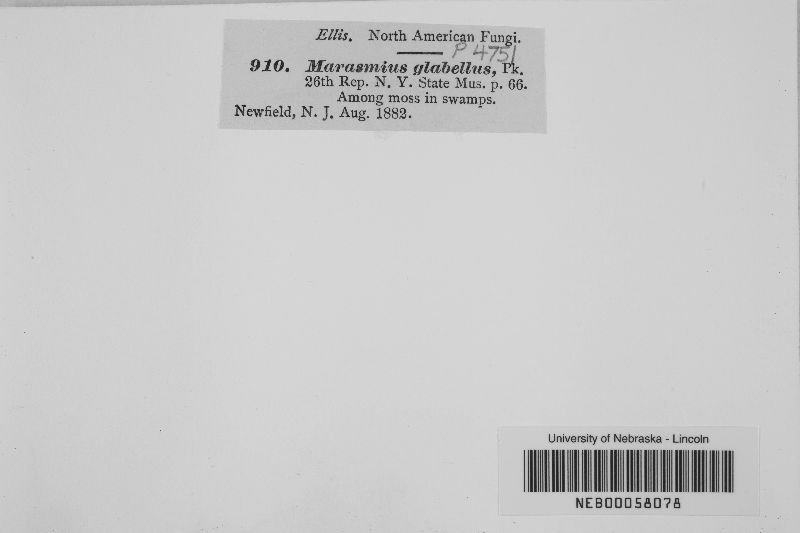 Ellis. North American Fungi.
P 4751
910. Marasmius glabellus, Pk.
26th Rep. N. Y. State Mus. p. 66.
Among moss in swamps.
Newfield, N. J. Aug. 1882.
University of Nebraska - Lincoln
NEB00058078